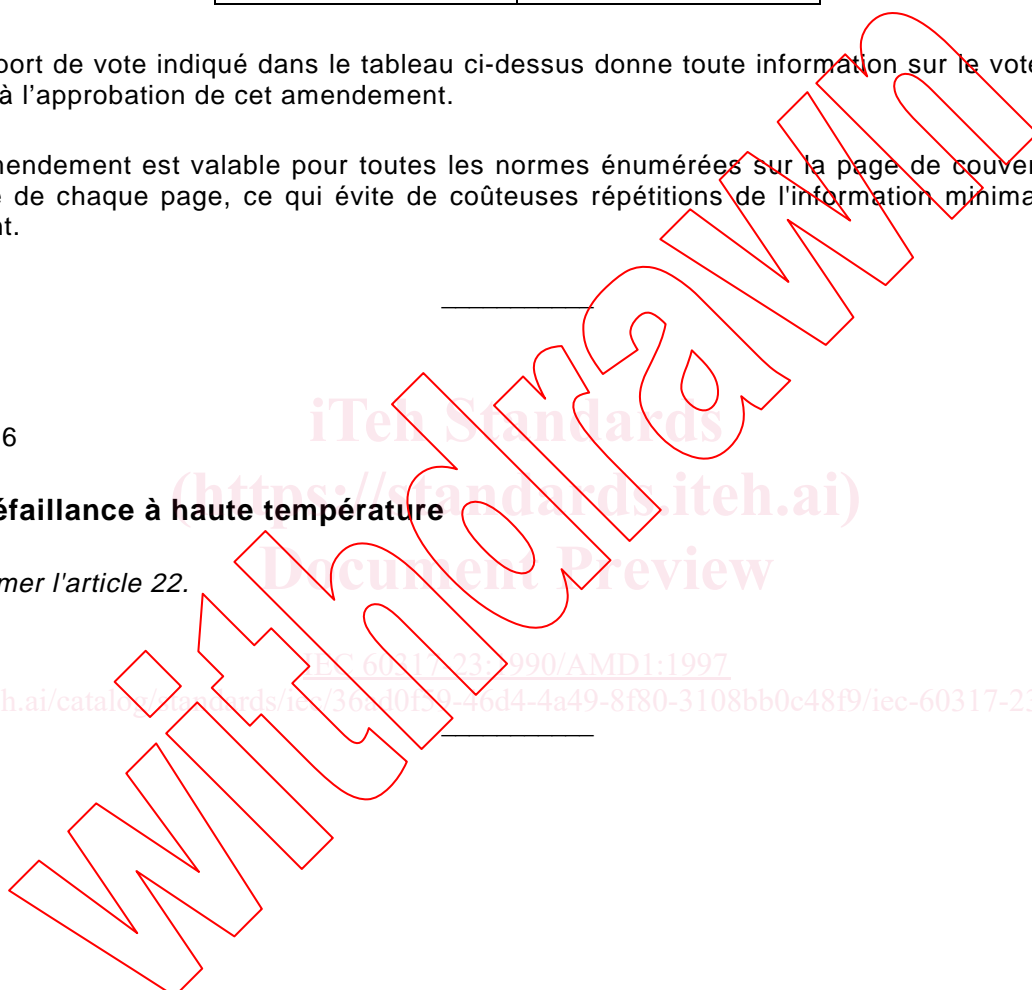 port de vote indiqué dans le tableau ci-dessus donne toute information sur le vote
à l’approbation de cet amendement.
mendement est valable pour toutes les normes énumérées sur la page de couver
e de chaque page, ce qui évite de coûteuses répétitions de l'information minima
nt.
iTeh Standards
6
(https://standards.iteh.ai)
éfaillance à haute température
Document Preview
mer l'article 22.
IEC 60317-23:1990/AMD1:1997
h.ai/catalog/standards/iec/36ad0f59-46d4-4a49-8f80-3108bb0c48f9/iec-60317-23
withdrawn